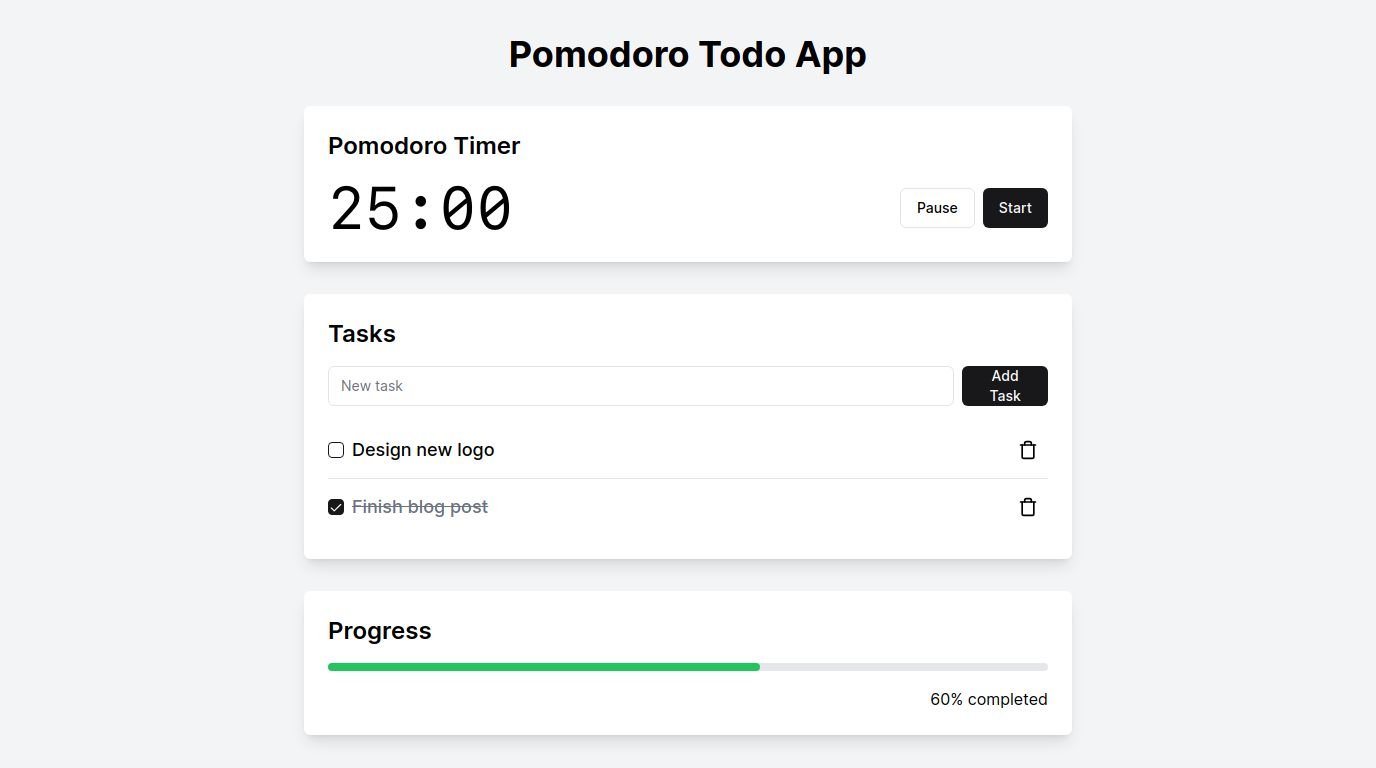 Pomodoro Todo App
Pomodoro Timer
25:00
Pause
Start
Tasks
New task
Add
Task
Design new logo
Finish blog post
Progress
60% completed